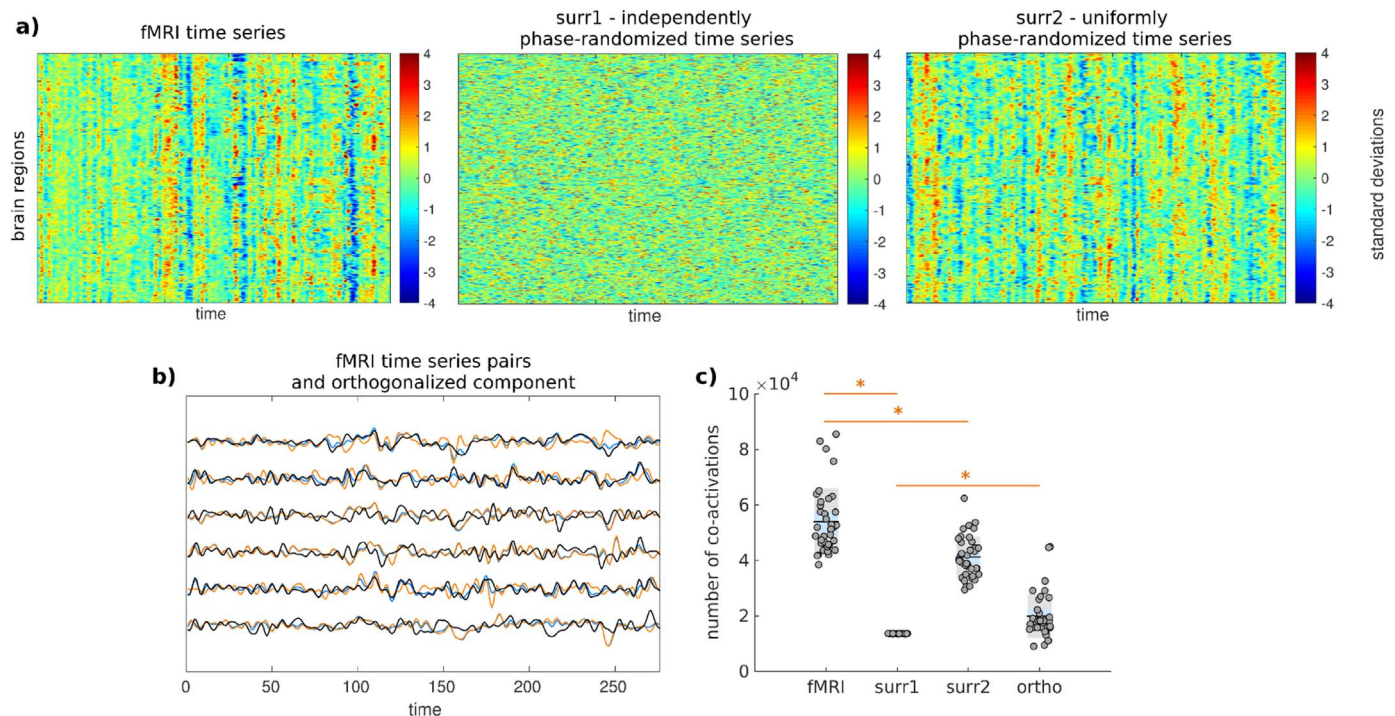 a)
fMRI time series
surr1 - independently
phase-randomized time series
surr2 - uniformly
phase-randomized time series
brain regions
4
3
2
1
0
-1
-2
-3
-4
time
4
3
2
1
0
-1
-2
-3
-4
time
4
3
2
1
0
-1
-2
-3
-4
time
standard deviations
b)
fMRI time series pairs
and orthogonalized component
0
50
100
150
200
250
time
c)
×10⁴
number of co-activations
10
8
6
4
2
0
*
*
*
fMRI
surr1
surr2
ortho